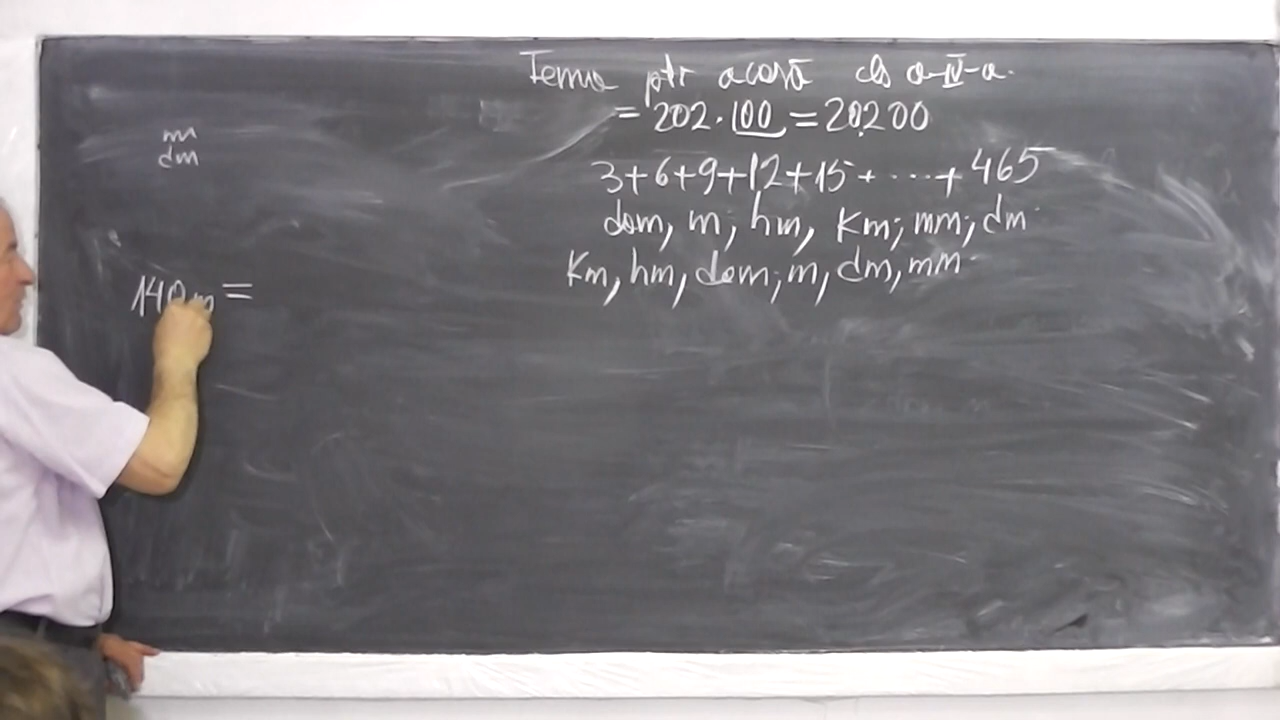 Tema ptr acasă cls a-IV-a.
= 202.100 = 20200
3+6+9+12+15+ ...+ 465
dam, m, hm, Km, mm, dm
Km, hm, dam, m, dm, mm
m
dm
140m =